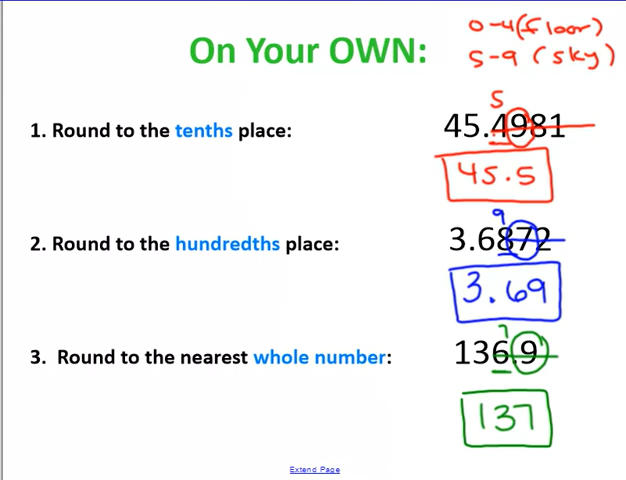 On Your OWN:
0-4 (floor)
5-9 (sky)
5
1. Round to the tenths place: 45.4981
45.5
9
2. Round to the hundredths place: 3.6872
3.69
7
3. Round to the nearest whole number: 136.9
137
Extend Page